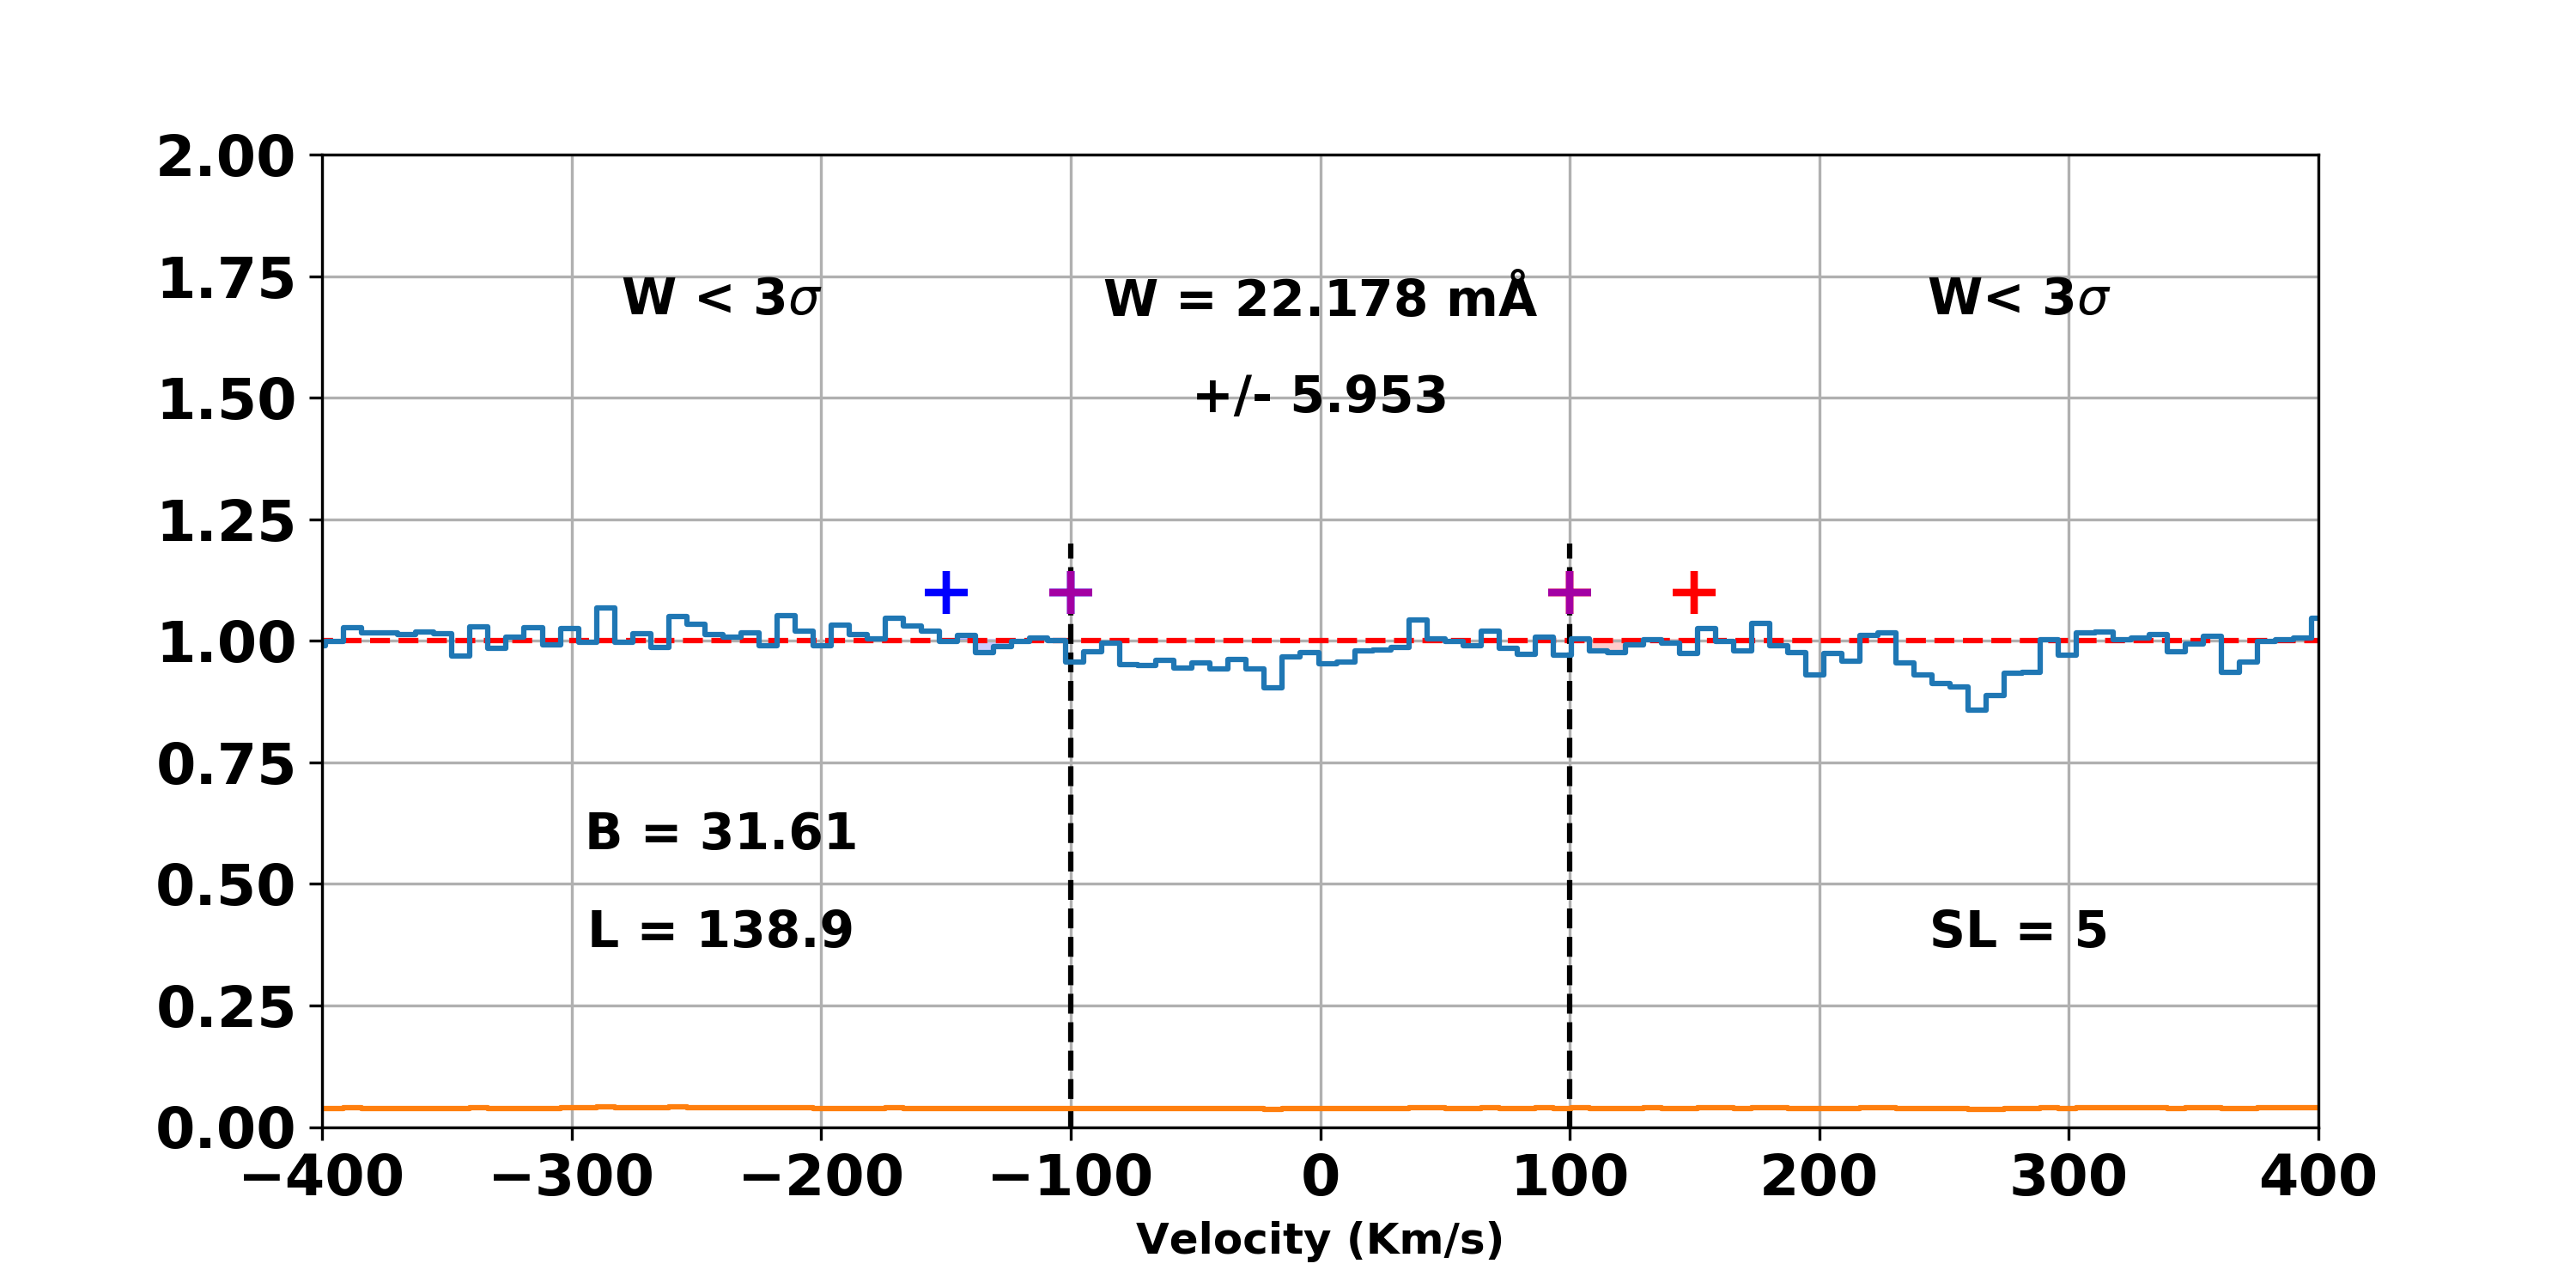 2.00
1.75
1.50
1.25
1.00
0.75
0.50
0.25
0.00
W < 3σ
W = 22.178 mÅ
+/- 5.953
W< 3σ
B = 31.61
L = 138.9
SL = 5
−400 −300 −200 −100 0 100 200 300 400
Velocity (Km/s)